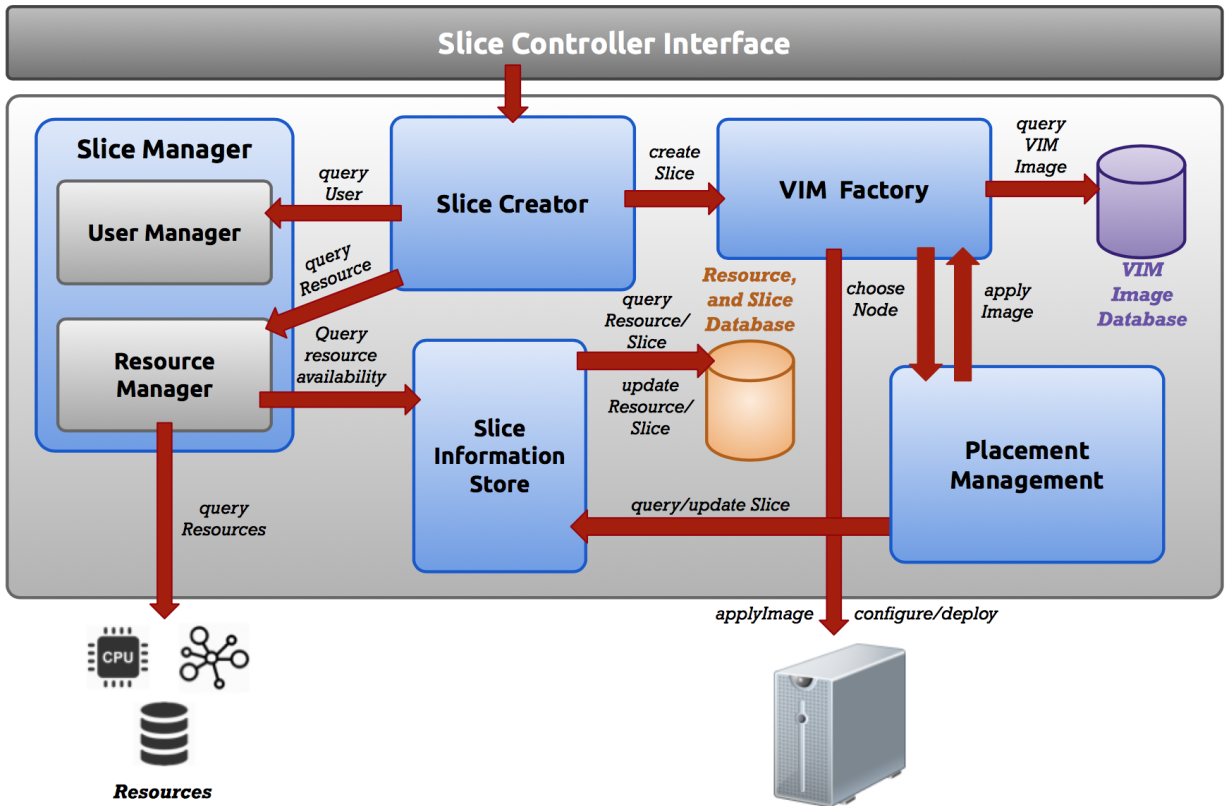 Slice Controller Interface
Slice Manager
User Manager
Resource
Manager
query
User
query
Resource
Query
resource
availability
Slice Creator
create
Slice
VIM Factory
query
VIM
Image
VIM
Image
Database
Resource,
and Slice
Database
query
Resource/
Slice
update
Resource/
Slice
choose
Node
apply
Image
Slice
Information
Store
Placement
Management
query/update Slice
query
Resources
applyImage
configure/deploy
CPU
Resources